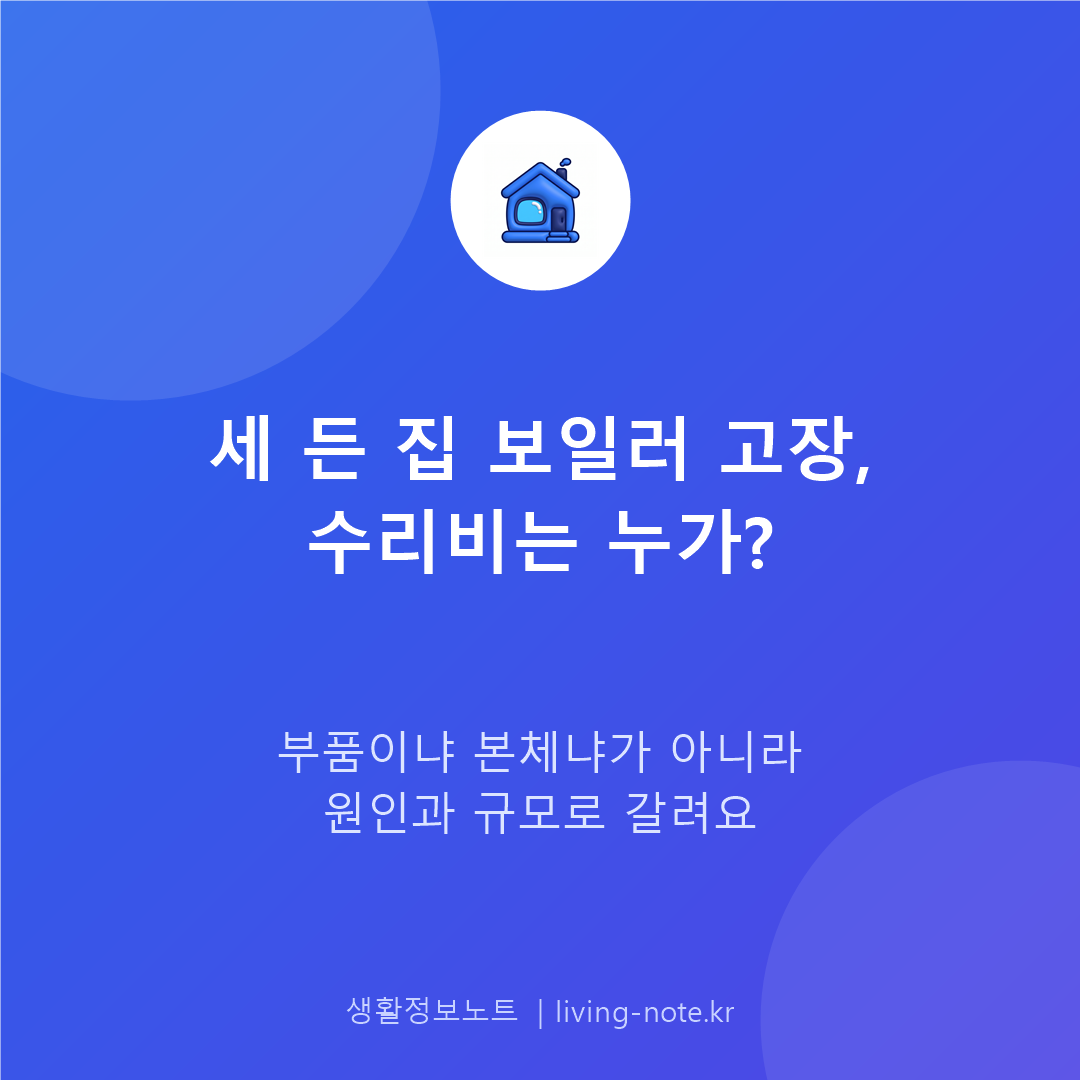 세 든 집 보일러 고장,
수리비는 누가?
부품이냐 본체냐가 아니라
원인과 규모로 갈려요
생활정보노트 | living-note.kr